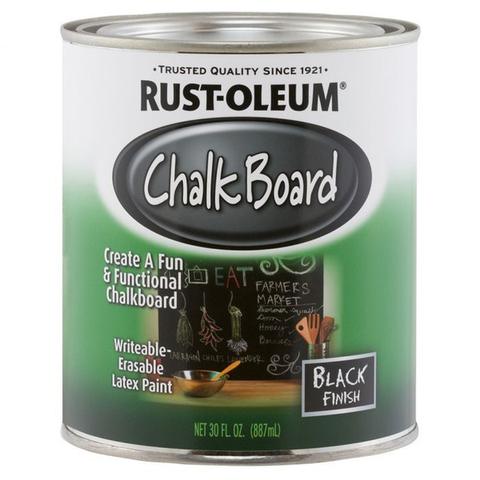 • TRUSTED QUALITY SINCE 1921 •
RUST-OLEUM®
Chalk Board
Create A Fun
& Functional
Chalkboard
EAT
FARMERS
MARKET
Writeable-
Erasable
Latex Paint
BLACK
FINISH
NET 30 FL. OZ. (887mL)